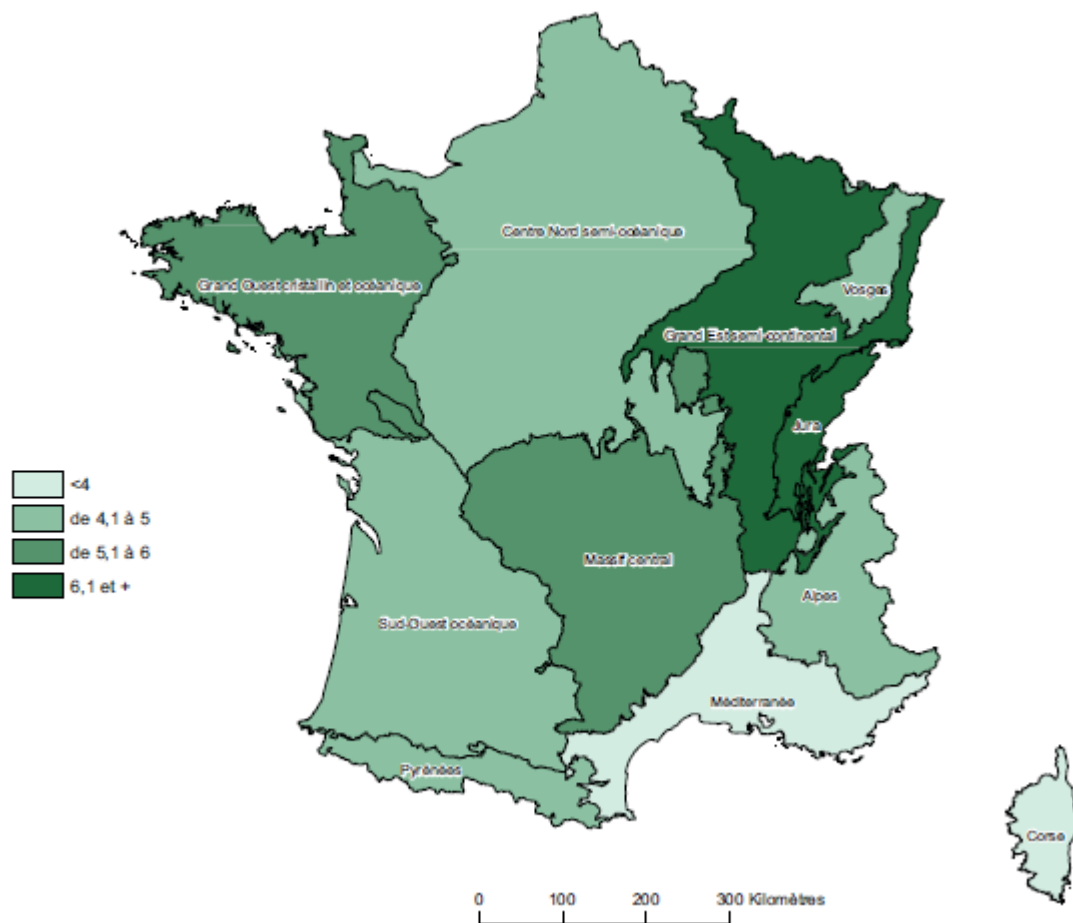 Centre Nord semi-océanique
Grand Ouest cristallin et océanique
Vosges
Grand Est semi-continental
Jura
<4
de 4,1 à 5
de 5,1 à 6
6,1 et +
Massif central
Alpes
Sud-Ouest océanique
Méditerranée
Pyrénées
Corse
0 100 200 300 Kilomètres